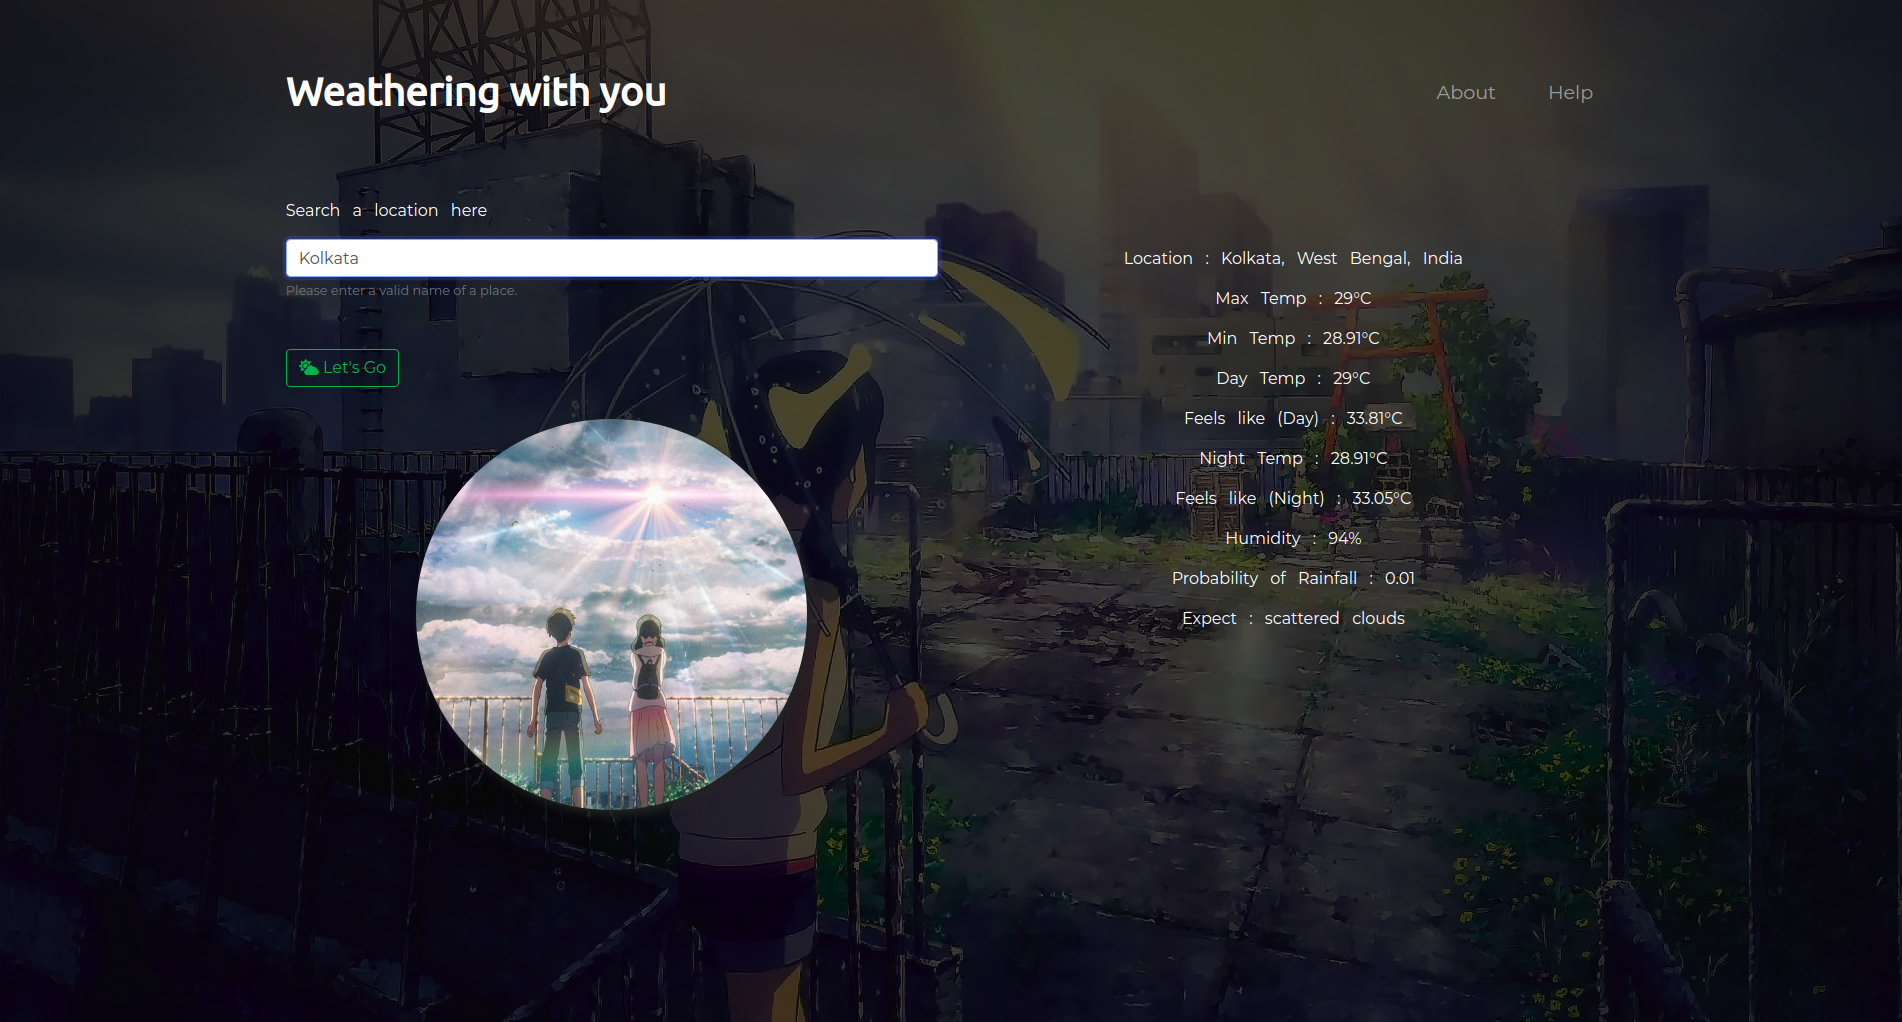 Weathering with you
About
Help
Search a location here
Kolkata
Please enter a valid name of a place.
Let's Go
Location : Kolkata, West Bengal, India
Max Temp : 29°C
Min Temp : 28.91°C
Day Temp : 29°C
Feels like (Day) : 33.81°C
Night Temp : 28.91°C
Feels like (Night) : 33.05°C
Humidity : 94%
Probability of Rainfall : 0.01
Expect : scattered clouds